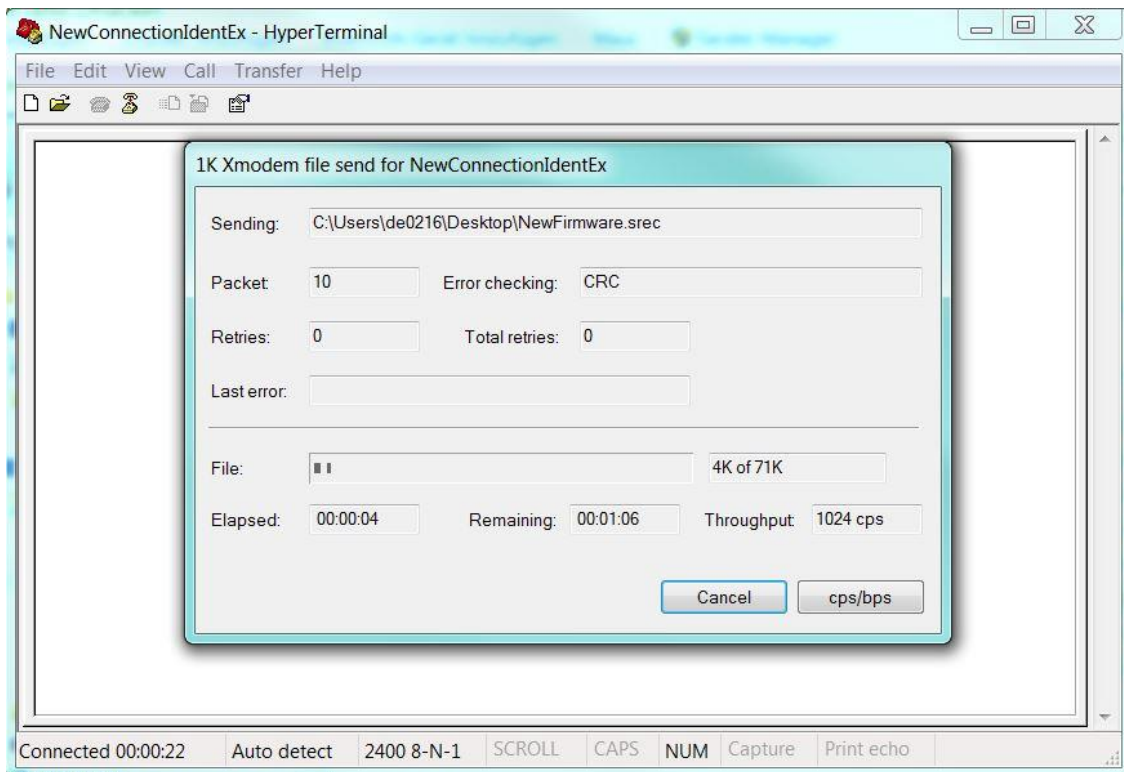 NewConnectionIdentEx - HyperTerminal
File Edit View Call Transfer Help
1K Xmodem file send for NewConnectionIdentEx
Sending: C:\Users\de0216\Desktop\NewFirmware.srec
Packet: 10 Error checking: CRC
Retries: 0 Total retries: 0
Last error:
File: 4K of 71K
Elapsed: 00:00:04 Remaining: 00:01:06 Throughput: 1024 cps
Cancel cps/bps
Connected 00:00:22 Auto detect 2400 8-N-1 SCROLL CAPS NUM Capture Print echo